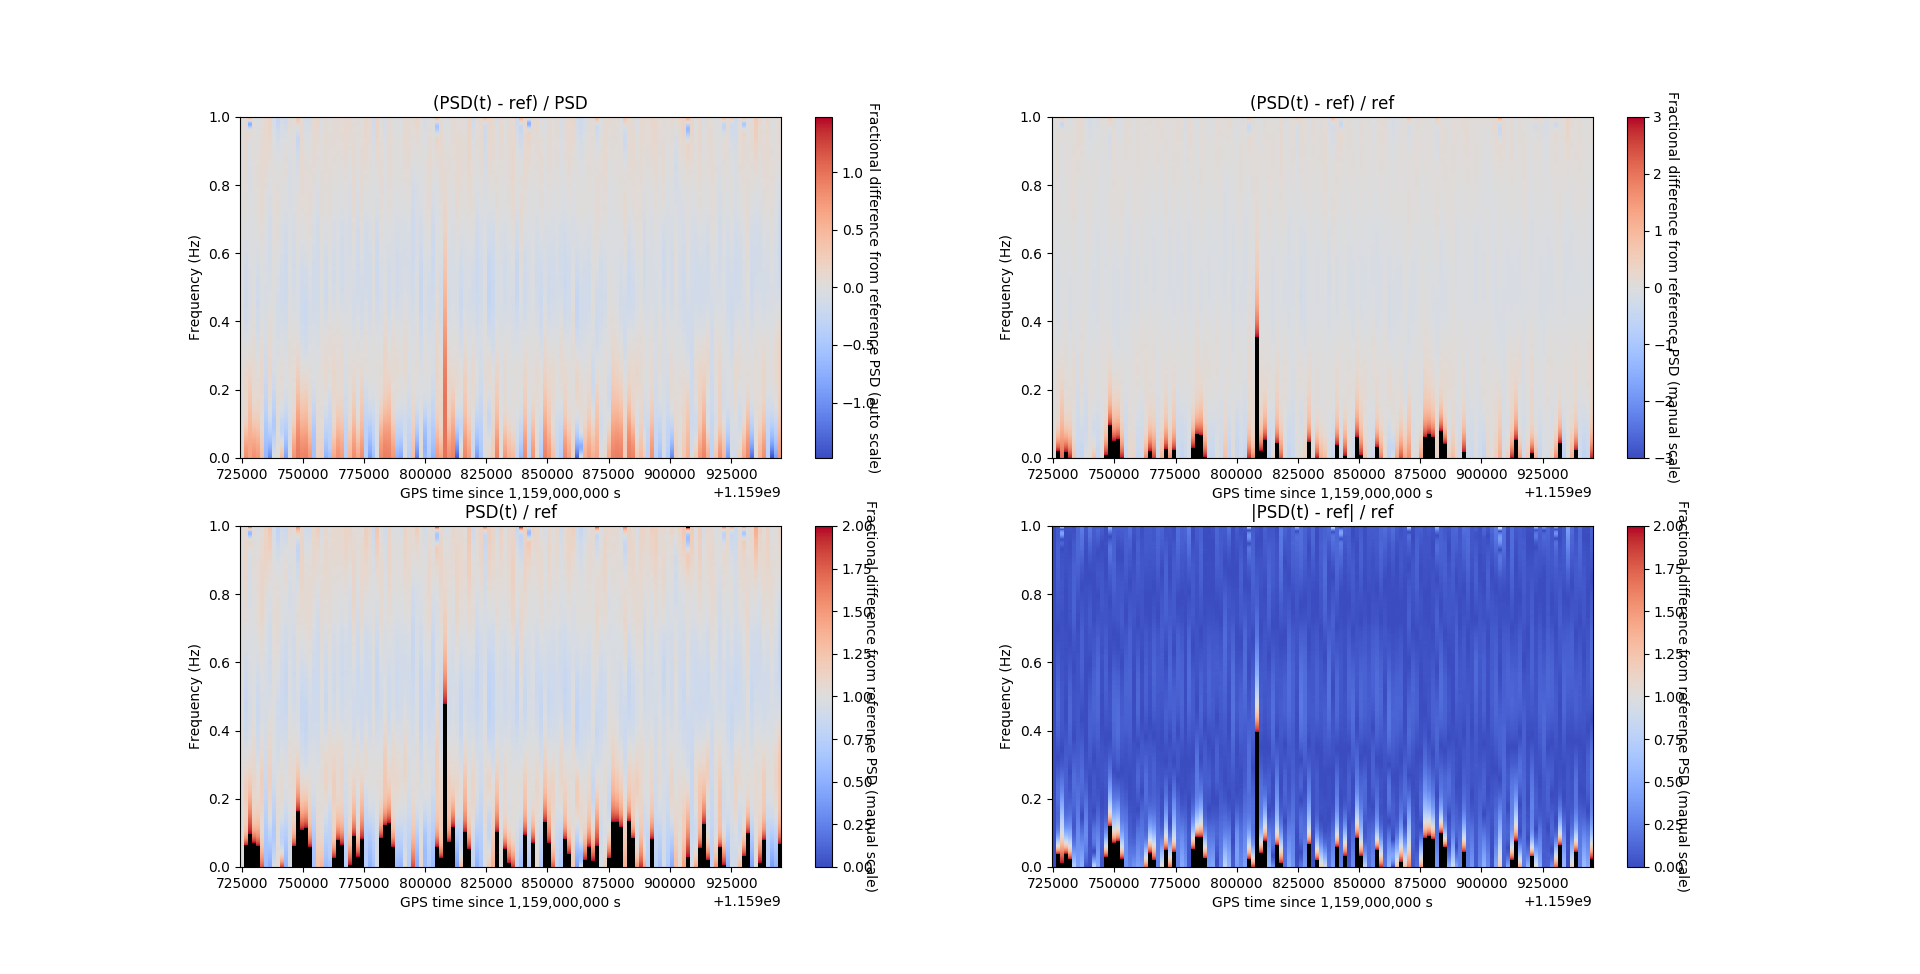 (PSD(t) - ref) / PSD
1.0
0.8
0.6
0.4
0.2
0.0
Frequency (Hz)
725000 750000 775000 800000 825000 850000 875000 900000 925000
GPS time since 1,159,000,000 s
+1.159e9
1.0
0.5
0.0
−0.5
−1.0
Fractional difference from reference PSD (auto scale)
(PSD(t) - ref) / ref
1.0
0.8
0.6
0.4
0.2
0.0
Frequency (Hz)
725000 750000 775000 800000 825000 850000 875000 900000 925000
GPS time since 1,159,000,000 s
+1.159e9
3
2
1
0
−1
−2
−3
Fractional difference from reference PSD (manual scale)
PSD(t) / ref
1.0
0.8
0.6
0.4
0.2
0.0
Frequency (Hz)
725000 750000 775000 800000 825000 850000 875000 900000 925000
GPS time since 1,159,000,000 s
+1.159e9
2.00
1.75
1.50
1.25
1.00
0.75
0.50
0.25
0.00
Fractional difference from reference PSD (manual scale)
|PSD(t) - ref| / ref
1.0
0.8
0.6
0.4
0.2
0.0
Frequency (Hz)
725000 750000 775000 800000 825000 850000 875000 900000 925000
GPS time since 1,159,000,000 s
+1.159e9
2.00
1.75
1.50
1.25
1.00
0.75
0.50
0.25
0.00
Fractional difference from reference PSD (manual scale)